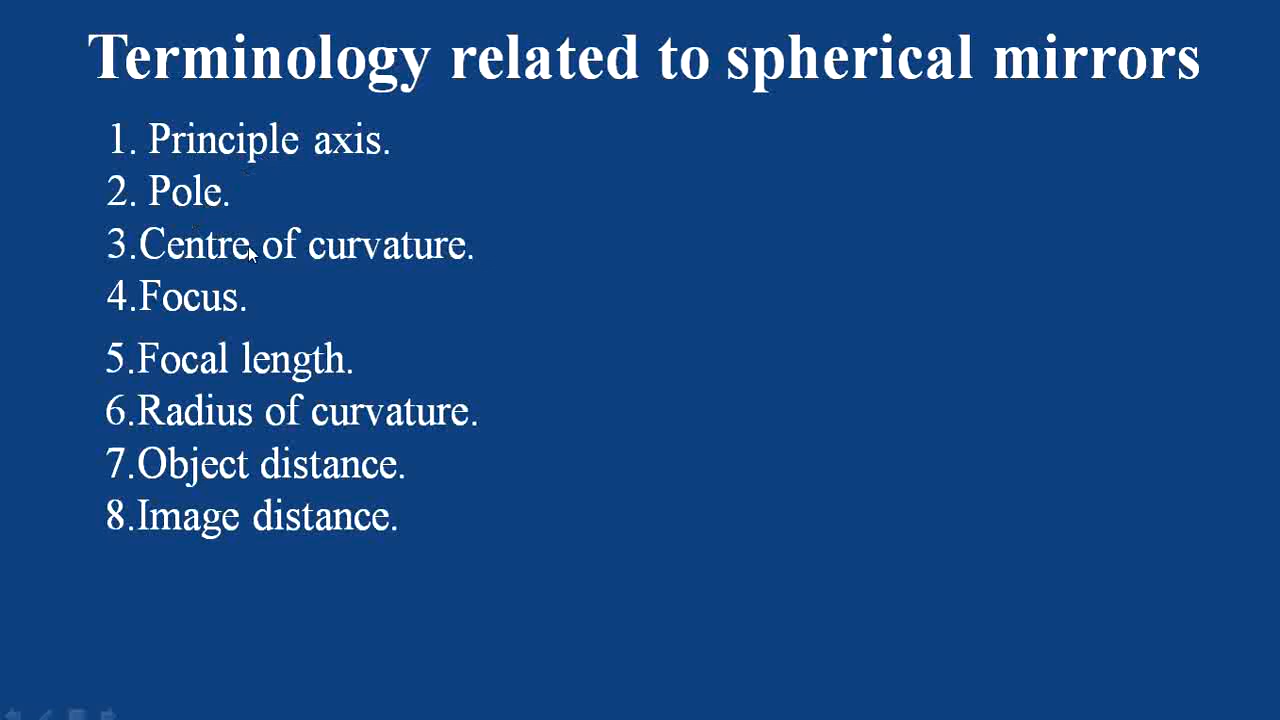 Terminology related to spherical mirrors
1. Principle axis.
2. Pole.
3.Centre of curvature.
4.Focus.
5.Focal length.
6.Radius of curvature.
7.Object distance.
8.Image distance.